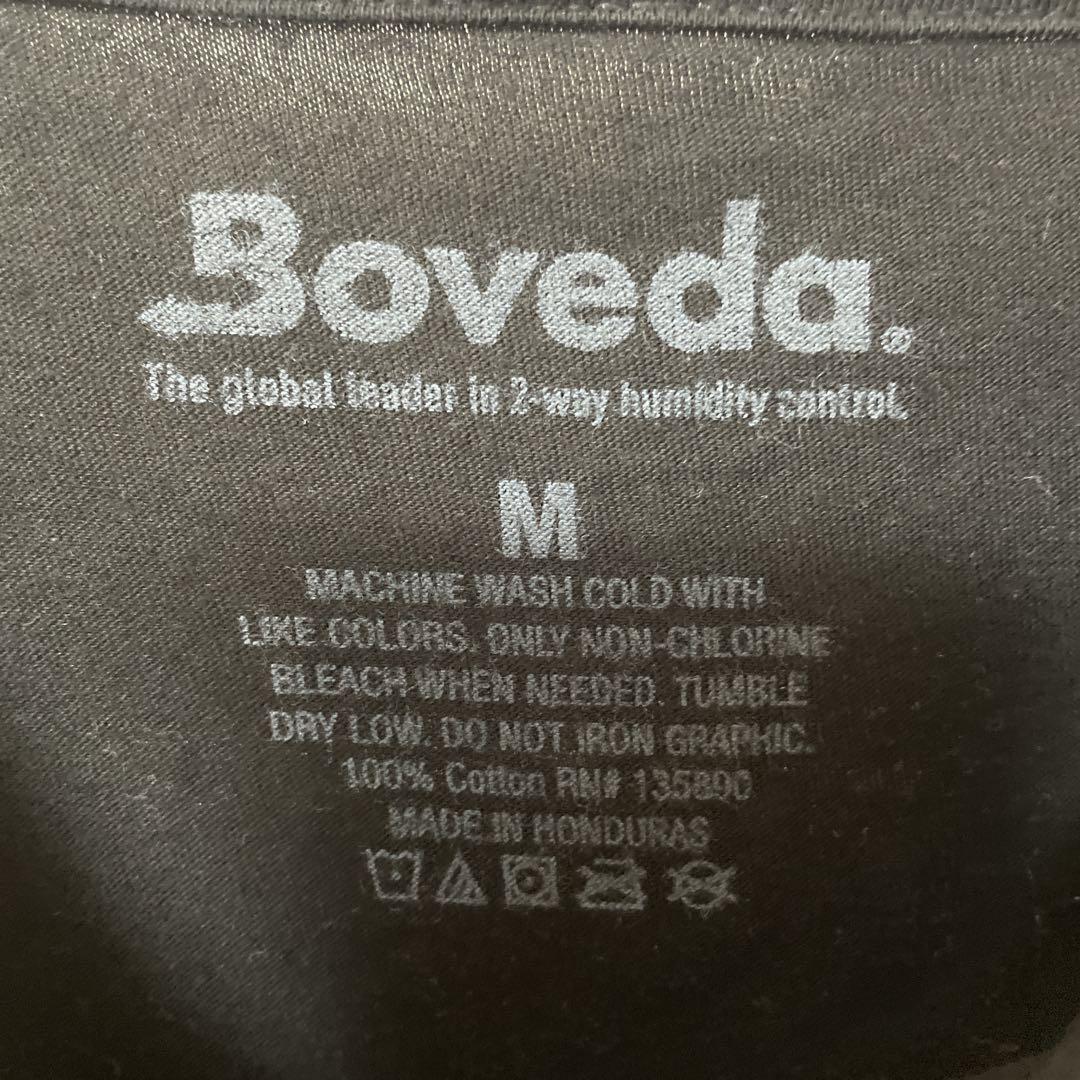 Boveda.®
The global leader in 2-way humidity control.
M
MACHINE WASH COLD WITH
LIKE COLORS. ONLY NON-CHLORINE
BLEACH WHEN NEEDED. TUMBLE
DRY LOW. DO NOT IRON GRAPHIC.
100% Cotton RN# 135890
MADE IN HONDURAS